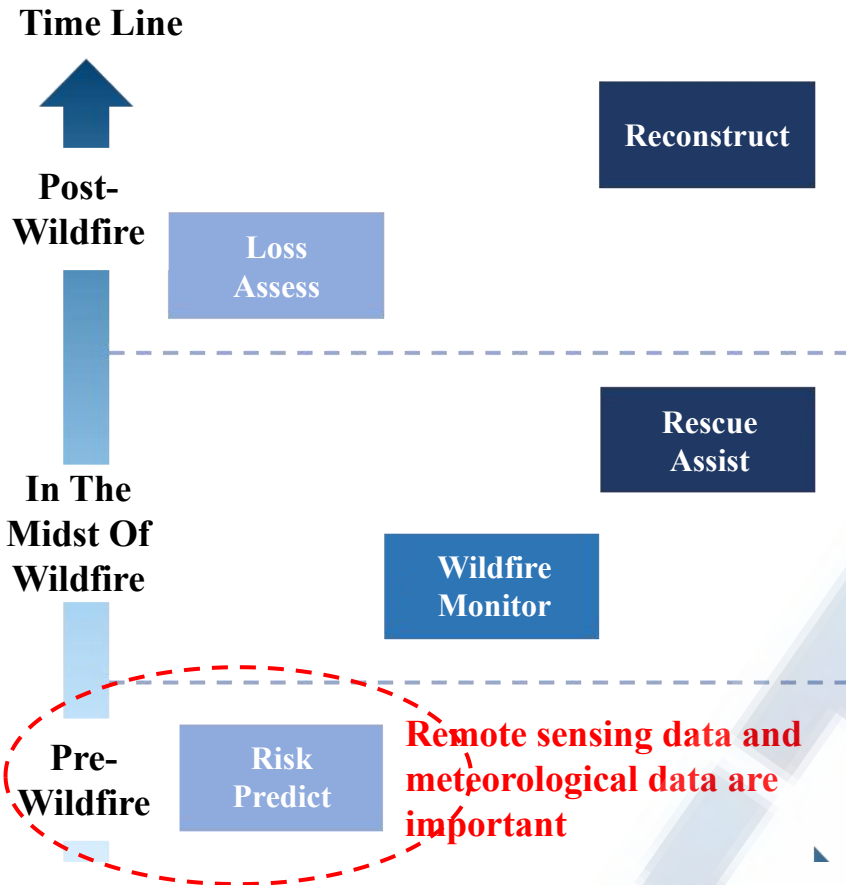 Time Line
Reconstruct
Post-
Wildfire
Loss
Assess
Rescue
Assist
In The
Midst Of
Wildfire
Wildfire
Monitor
Pre-
Wildfire
Risk
Predict
Remote sensing data and
meteorological data are
important